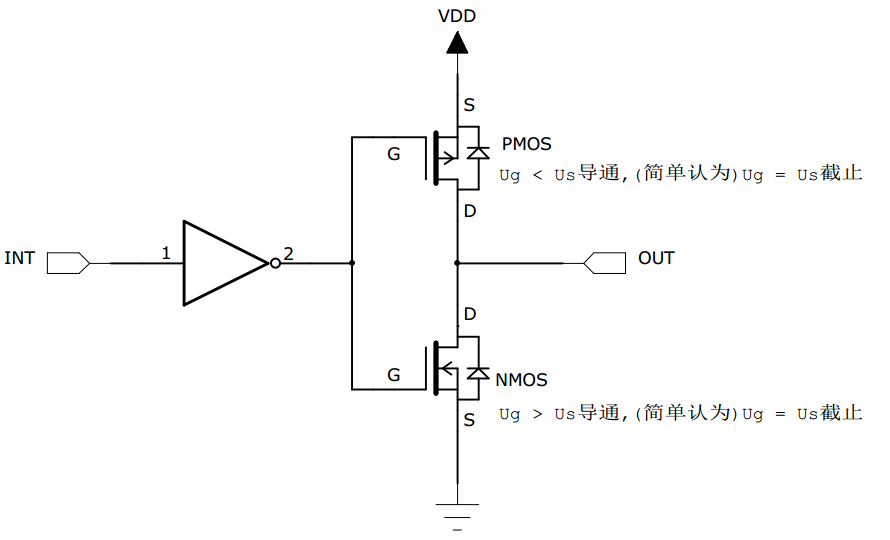 VDD
S
PMOS
G
Ug < Us导通,(简单认为)Ug = Us截止
D
INT
1
2
OUT
D
G
NMOS
Ug > Us导通,(简单认为)Ug = Us截止
S